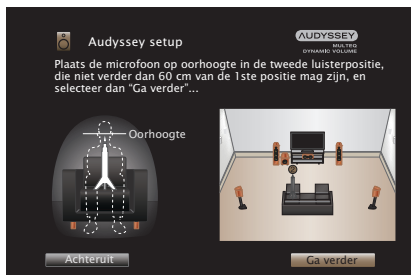 Audyssey setup
AUDYSSEY
MULTEQ
DYNAMIC VOLUME
Plaats de microfoon op oorhoogte in de tweede luisterpositie,
die niet verder dan 60 cm van de 1ste positie mag zijn, en
selecteer dan “Ga verder”...
Oorhoogte
Achteruit
Ga verder